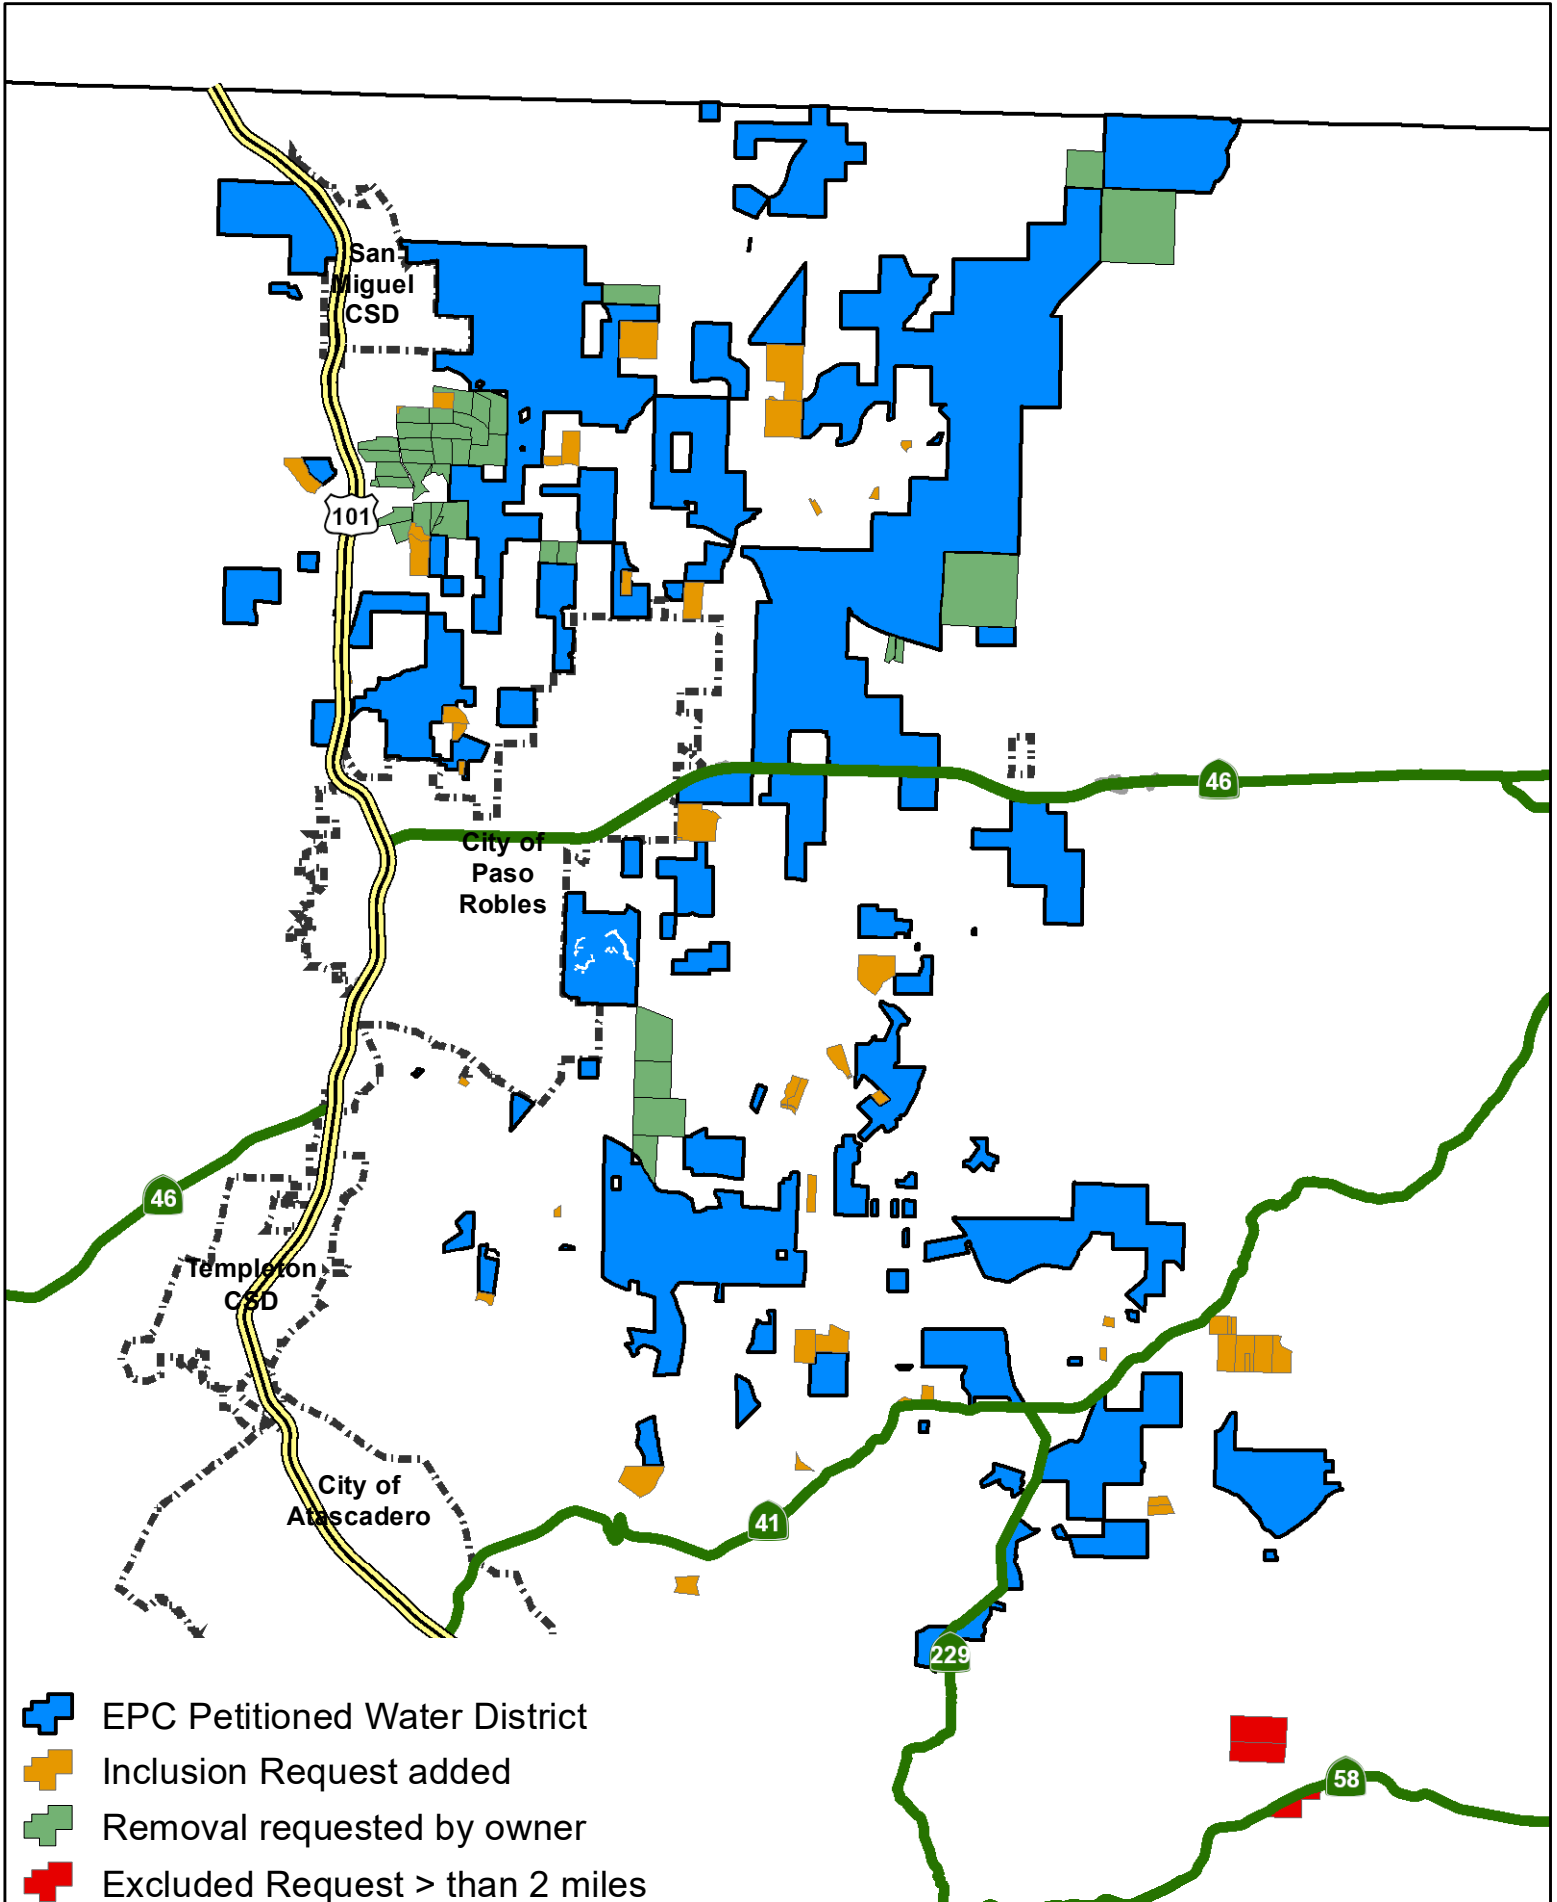 San
Miguel
CSD
101
46
City of
Paso
Robles
46
Templeton
CSD
City of
Atascadero
41
229
58
EPC Petitioned Water District
Inclusion Request added
Removal requested by owner
Excluded Request > than 2 miles